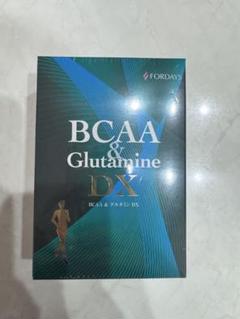 FORDAYS
BCAA
&
Glutamine
DX
BCAA & グルタミン DX